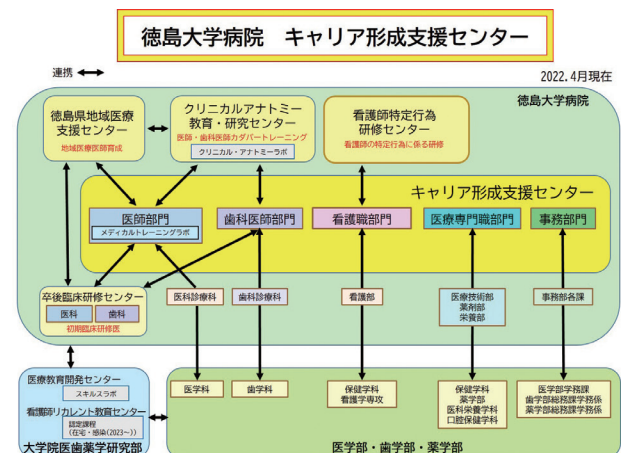 徳島大学病院　キャリア形成支援センター
連携
2022.4月現在
徳島大学病院
徳島県地域医療
支援センター
地域医療医師育成
クリニカルアナトミー
教育・研究センター
医師・歯科医師カダバートレーニング
クリニカル・アナトミーラボ
看護師特定行為
研修センター
看護師の特定行為に係る研修
キャリア形成支援センター
医師部門
メディカルトレーニングラボ
歯科医師部門
看護職部門
医療専門職部門
事務部門
卒後臨床研修センター
医科
歯科
初期臨床研修医
医科診療科
歯科診療科
看護部
医療技術部
薬剤部
栄養部
事務部各課
医療教育開発センター
スキルスラボ
看護師リカレント教育センター
認定課程
（在宅・感染(2023～)）
大学院医歯薬学研究部
医学科
歯学科
保健学科
看護学専攻
保健学科
薬学部
医科栄養学科
口腔保健学科
医学部学務課
歯学部総務課学務係
薬学部総務課学務係
医学部・歯学部・薬学部